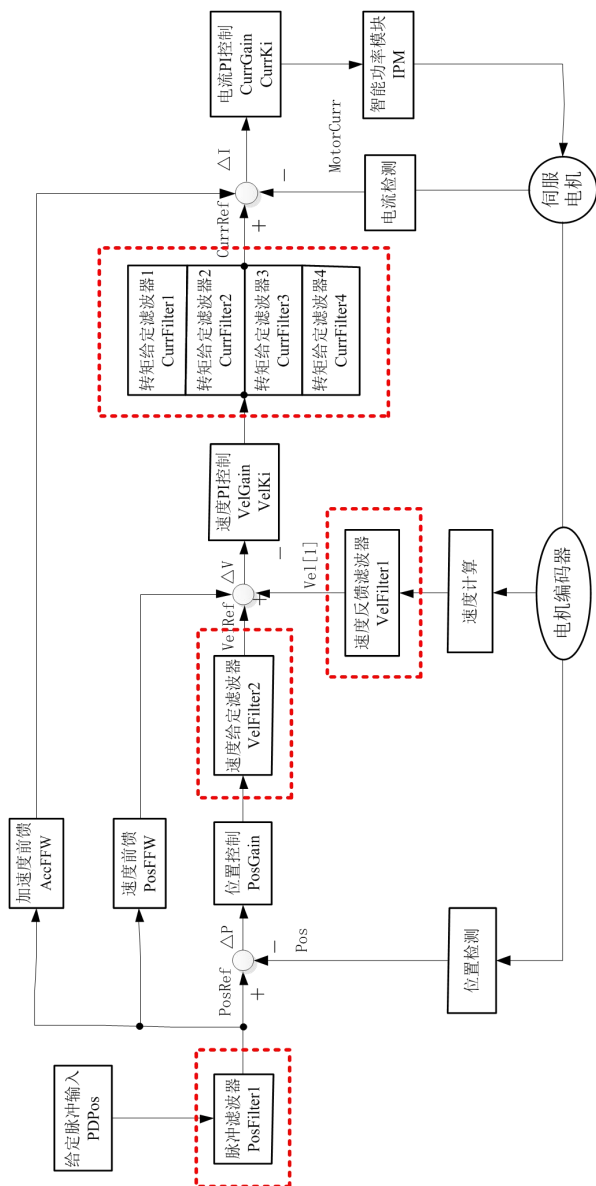 给定脉冲输入
PDPos
脉冲滤波器
PosFilter1
PosRef
+
△P
-
Pos
加速度前馈
AccFFW
速度前馈
PosFFW
位置控制
PosGain
位置检测
速度给定滤波器
VelFilter2
VelRef
+
△V
-
Vel[1]
速度反馈滤波器
VelFilter1
速度计算
电机编码器
速度PI控制
VelGain
VelKi
转矩给定滤波器1
CurrFilter1
转矩给定滤波器2
CurrFilter2
转矩给定滤波器3
CurrFilter3
转矩给定滤波器4
CurrFilter4
CurrRef
+
△I
-
MotorCurr
电流检测
电流PI控制
CurrGain
CurrKi
智能功率模块
IPM
伺服
电机